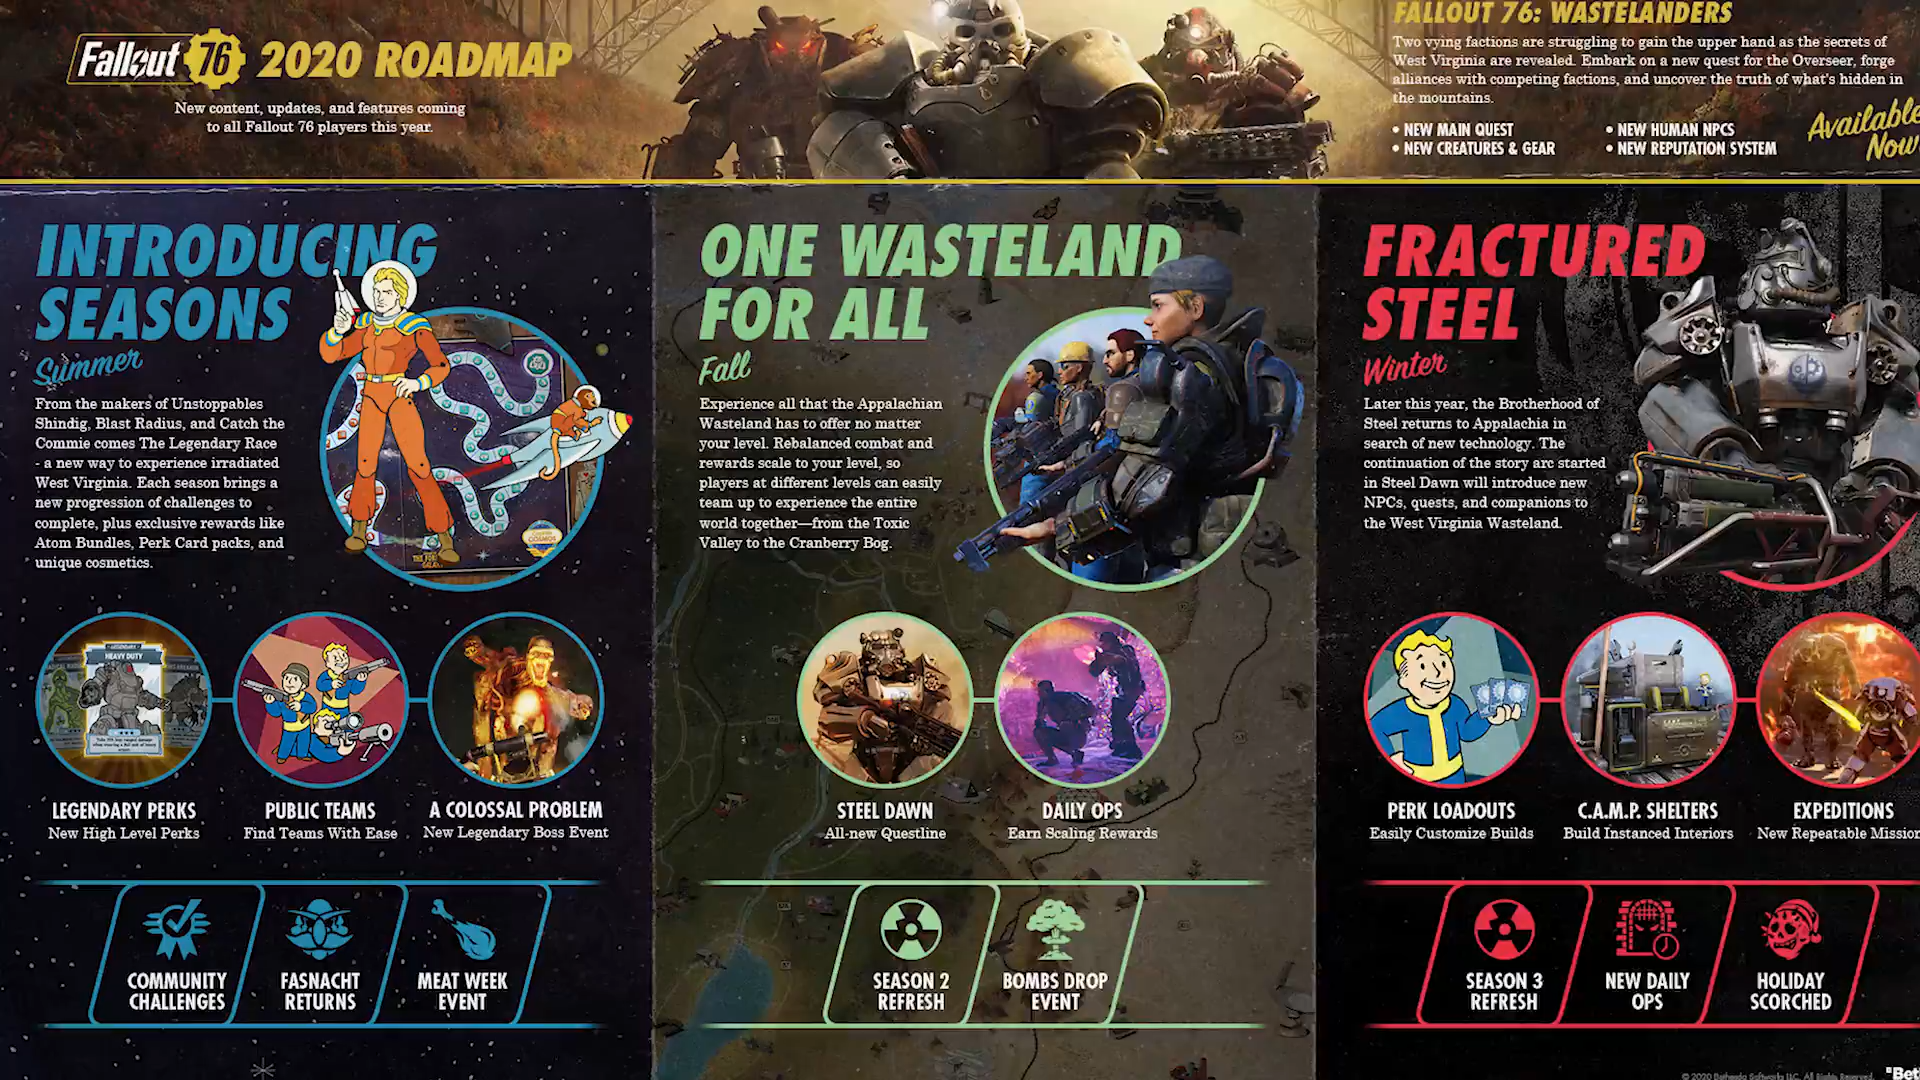 Fallout 76 2020 ROADMAP
New content, updates, and features coming
to all Fallout 76 players this year.
FALLOUT 76: WASTELANDERS
Two vying factions are struggling to gain the upper hand as the secrets of
West Virginia are revealed. Embark on a new quest for the Overseer, forge
alliances with competing factions, and uncover the truth of what's hidden in
the mountains.
• NEW MAIN QUEST
• NEW CREATURES & GEAR
• NEW HUMAN NPCS
• NEW REPUTATION SYSTEM
Available
Now
INTRODUCING
SEASONS
Summer
From the makers of Unstoppables
Shindig, Blast Radius, and Catch the
Commie comes The Legendary Race
- a new way to experience irradiated
West Virginia. Each season brings a
new progression of challenges to
complete, plus exclusive rewards like
Atom Bundles, Perk Card packs, and
unique cosmetics.
HEAVY DUTY
LEGENDARY PERKS
New High Level Perks
PUBLIC TEAMS
Find Teams With Ease
A COLOSSAL PROBLEM
New Legendary Boss Event
COMMUNITY
CHALLENGES
FASNACHT
RETURNS
MEAT WEEK
EVENT
ONE WASTELAND
FOR ALL
Fall
Experience all that the Appalachian
Wasteland has to offer no matter
your level. Rebalanced combat and
rewards scale to your level, so
players at different levels can easily
team up to experience the entire
world together—from the Toxic
Valley to the Cranberry Bog.
STEEL DAWN
All-new Questline
DAILY OPS
Earn Scaling Rewards
SEASON 2
REFRESH
BOMBS DROP
EVENT
FRACTURED
STEEL
Winter
Later this year, the Brotherhood of
Steel returns to Appalachia in
search of new technology. The
continuation of the story arc started
in Steel Dawn will introduce new
NPCs, quests, and companions to
the West Virginia Wasteland.
PERK LOADOUTS
Easily Customize Builds
C.A.M.P. SHELTERS
Build Instanced Interiors
EXPEDITIONS
New Repeatable Mission
SEASON 3
REFRESH
NEW DAILY
OPS
HOLIDAY
SCORCHED
© 2020 Bethesda Softworks LLC. All Rights Reserved.
"Bet